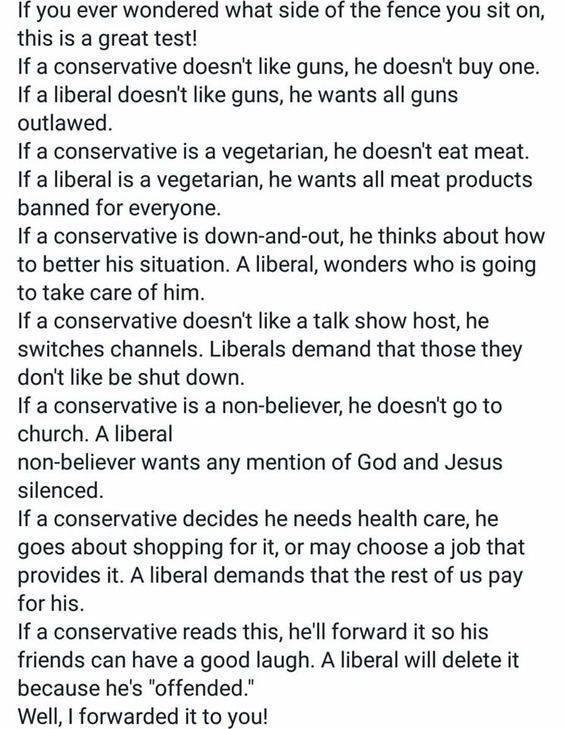 If you ever wondered what side of the fence you sit on,
this is a great test!
If a conservative doesn't like guns, he doesn't buy one.
If a liberal doesn't like guns, he wants all guns
outlawed.
If a conservative is a vegetarian, he doesn't eat meat.
If a liberal is a vegetarian, he wants all meat products
banned for everyone.
If a conservative is down-and-out, he thinks about how
to better his situation. A liberal, wonders who is going
to take care of him.
If a conservative doesn't like a talk show host, he
switches channels. Liberals demand that those they
don't like be shut down.
If a conservative is a non-believer, he doesn't go to
church. A liberal
non-believer wants any mention of God and Jesus
silenced.
If a conservative decides he needs health care, he
goes about shopping for it, or may choose a job that
provides it. A liberal demands that the rest of us pay
for his.
If a conservative reads this, he'll forward it so his
friends can have a good laugh. A liberal will delete it
because he's "offended."
Well, I forwarded it to you!